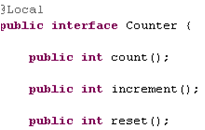 @Local
public interface Counter {
public int count();
public int increment();
public int reset();